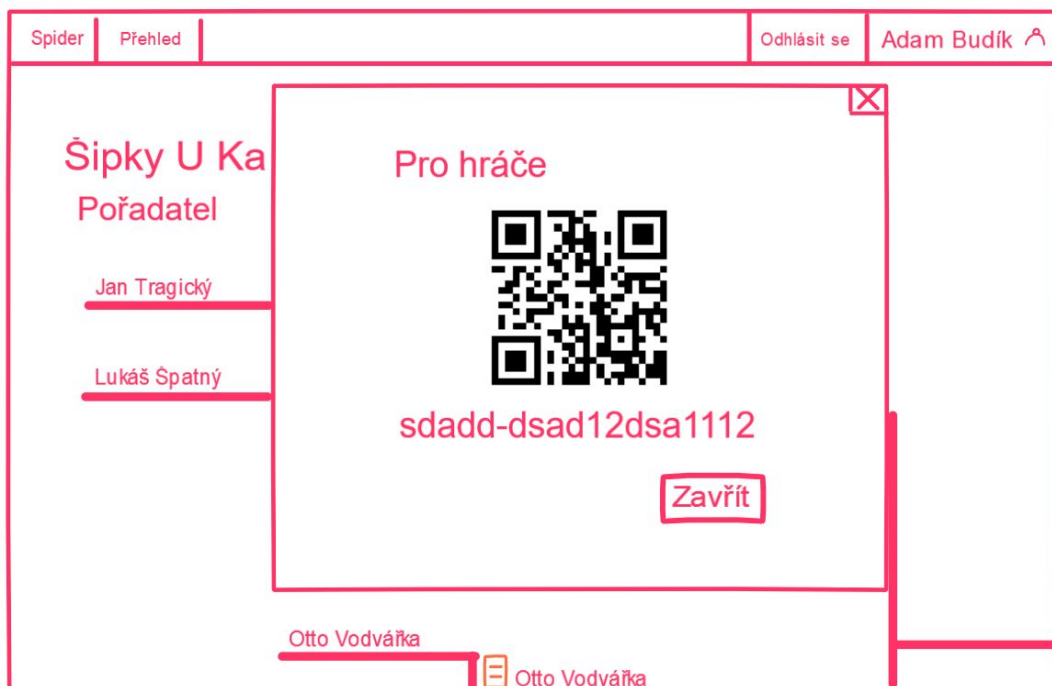 Spider Přehled Odhlásit se Adam Budík
Šipky U Ka
Pořadatel
Jan Tragický
Lukáš Špatný
Pro hráče
sdadd-dsad12dsa1112
Zavřít
Otto Vodvářka
Otto Vodvářka